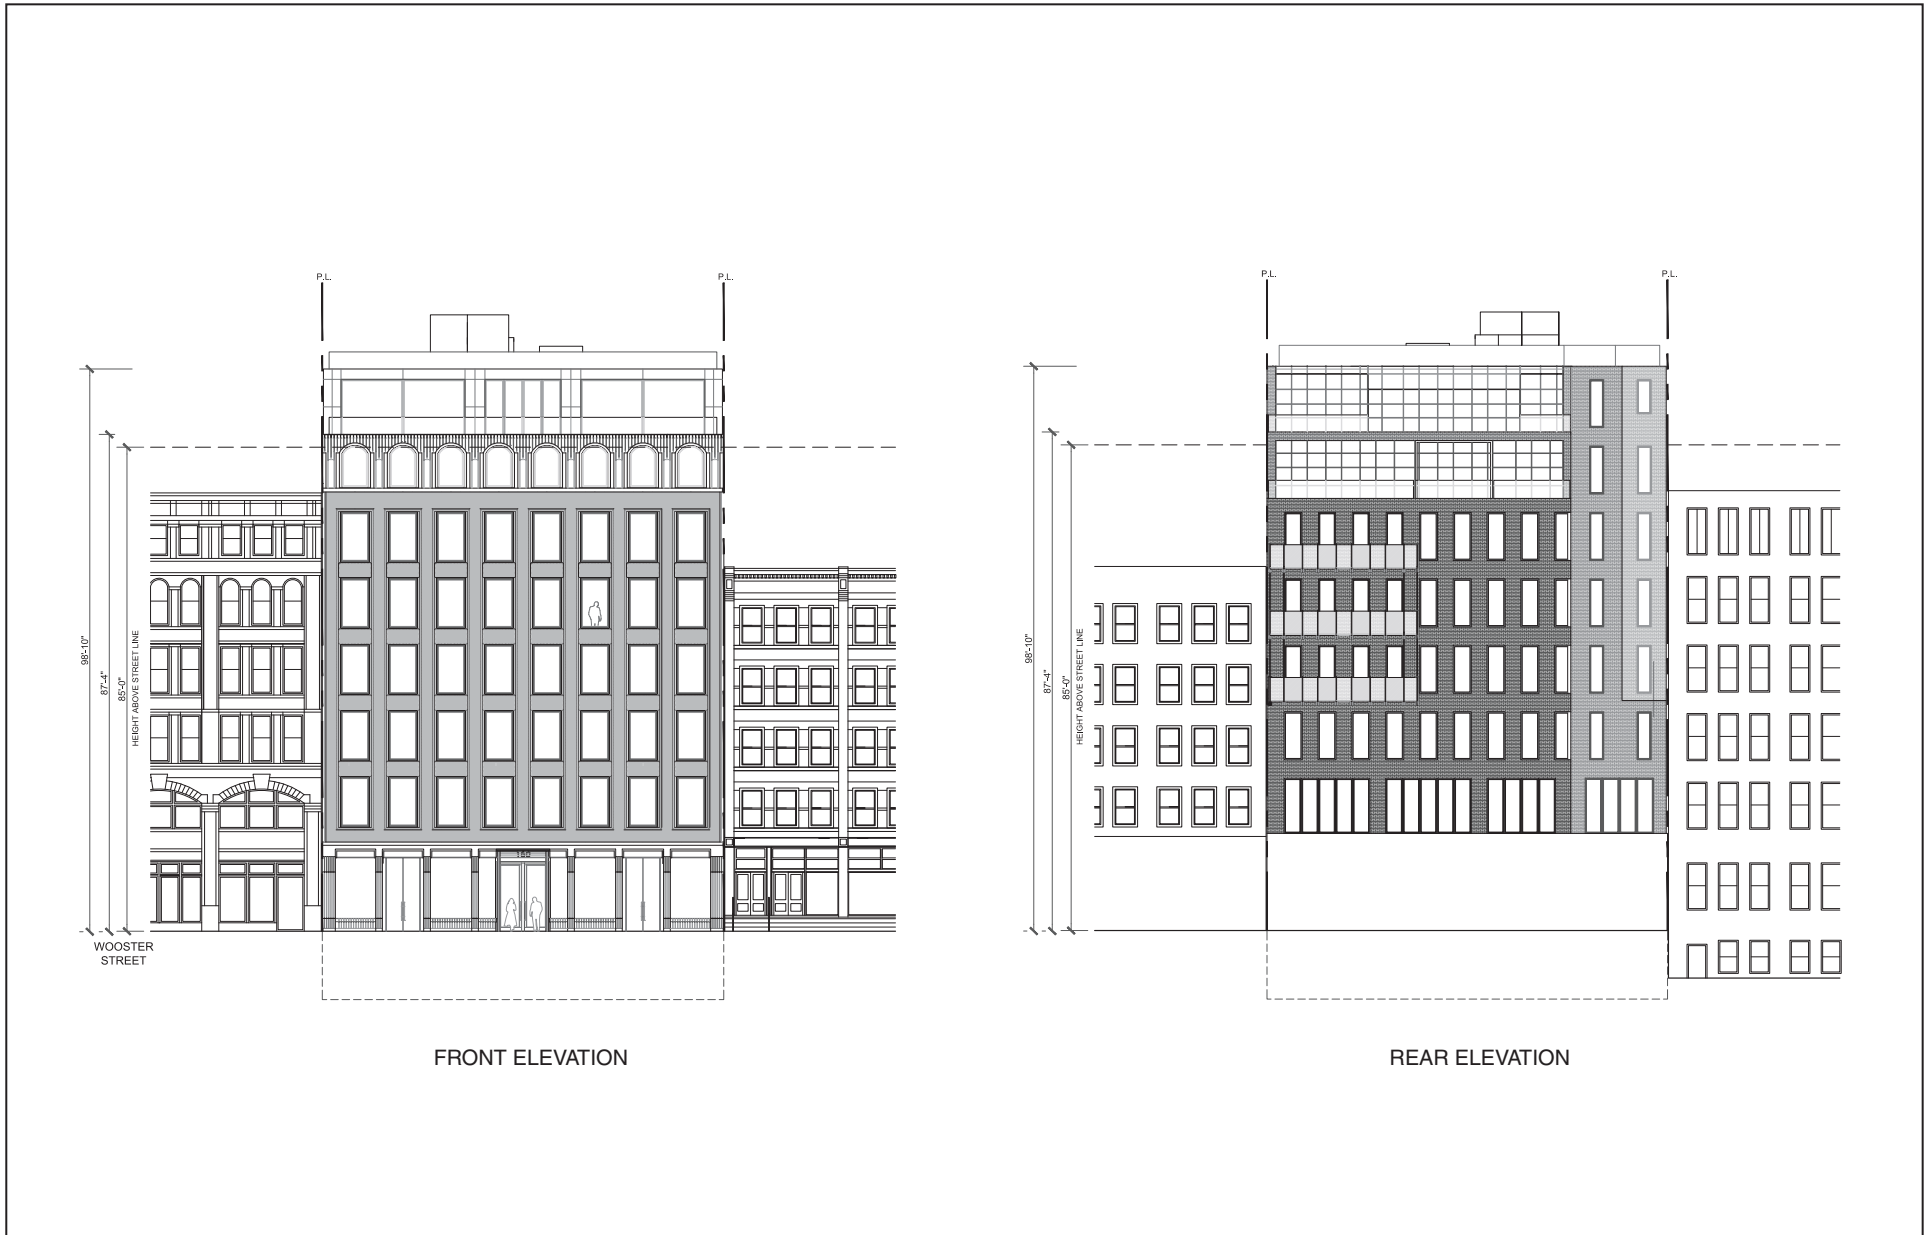 P.L.
P.L.
98'-10"
87'-4"
85'-0"
HEIGHT ABOVE STREET LINE
WOOSTER
STREET
FRONT ELEVATION
P.L.
P.L.
98'-10"
87'-4"
85'-0"
HEIGHT ABOVE STREET LINE
REAR ELEVATION